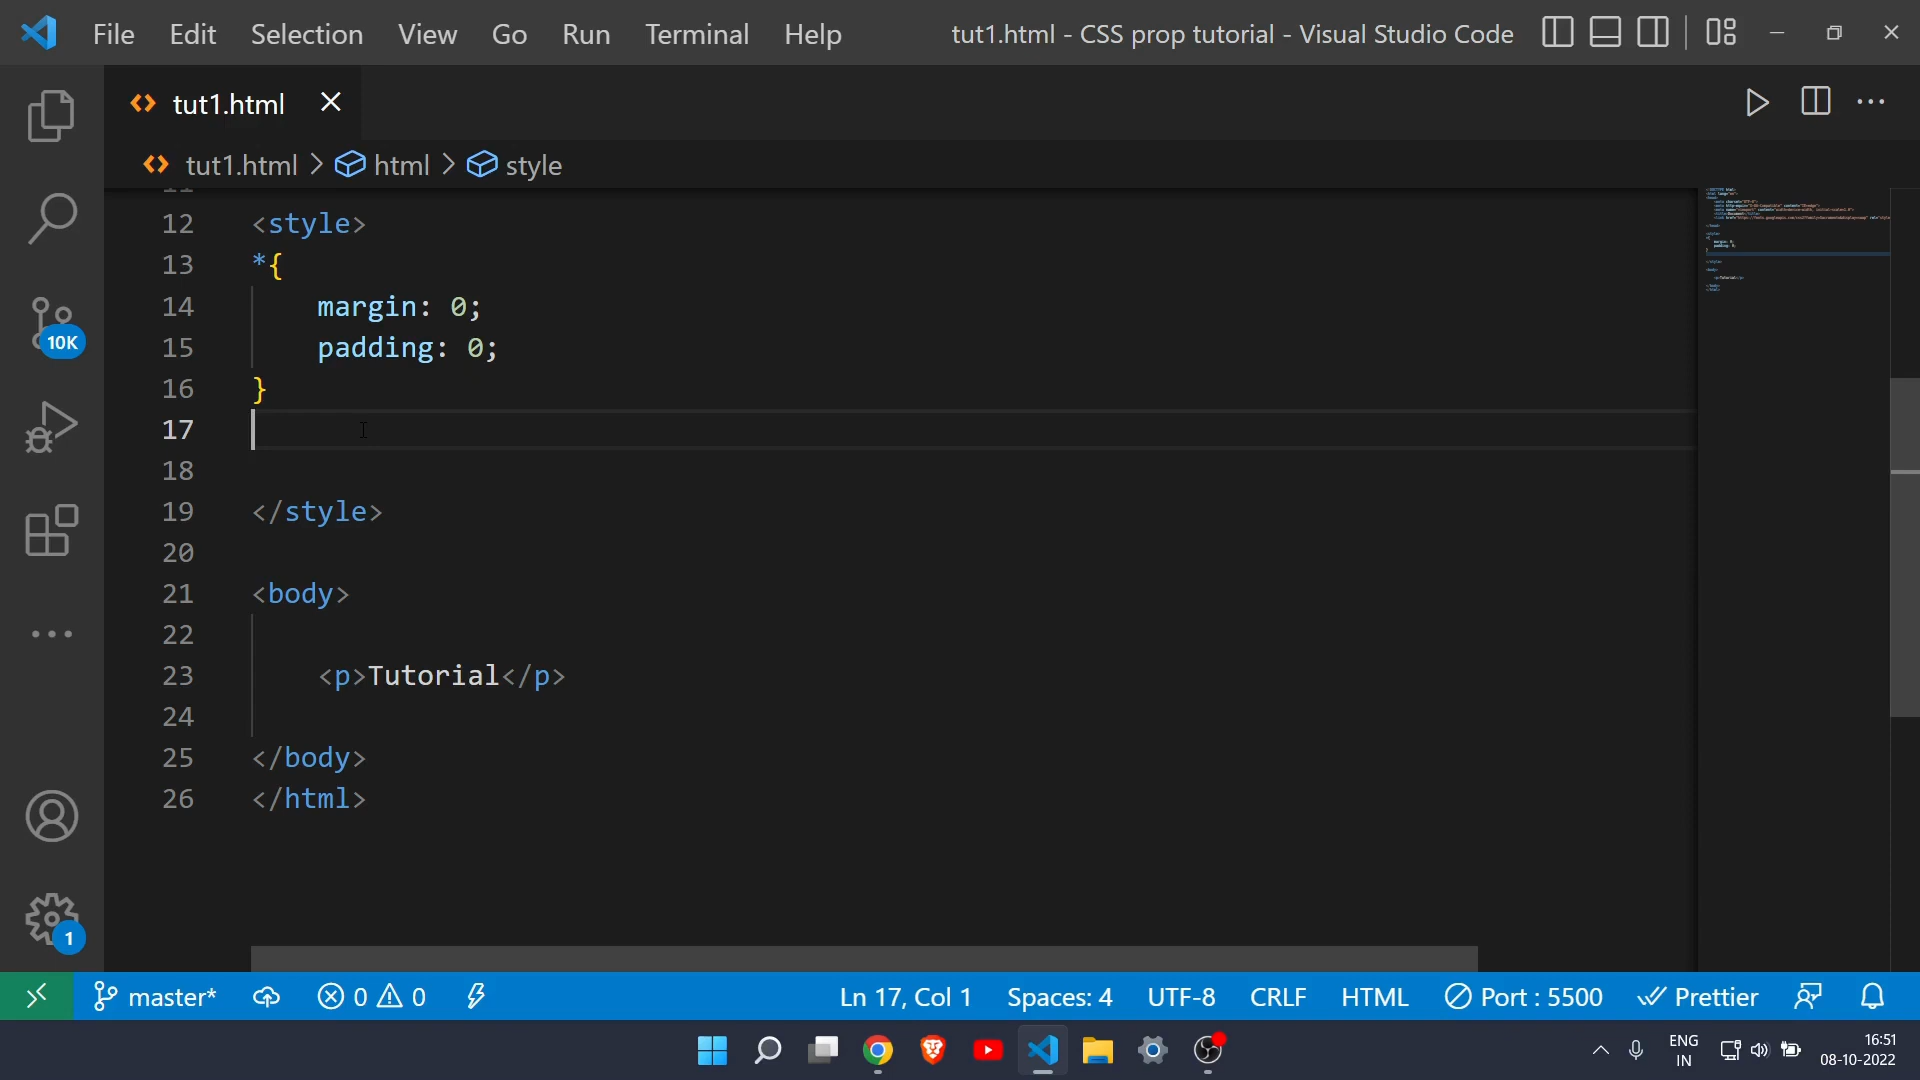 File Edit Selection View Go Run Terminal Help tut1.html - CSS prop tutorial - Visual Studio Code
tut1.html
tut1.html > html > style
12 <style>
13 *{
14 margin: 0;
15 padding: 0;
16 }
17
18
19 </style>
20
21 <body>
22
23 <p>Tutorial</p>
24
25 </body>
26 </html>
10K
1
master* 0 0 Ln 17, Col 1 Spaces: 4 UTF-8 CRLF HTML Port : 5500 Prettier
ENG
IN
16:51
08-10-2022